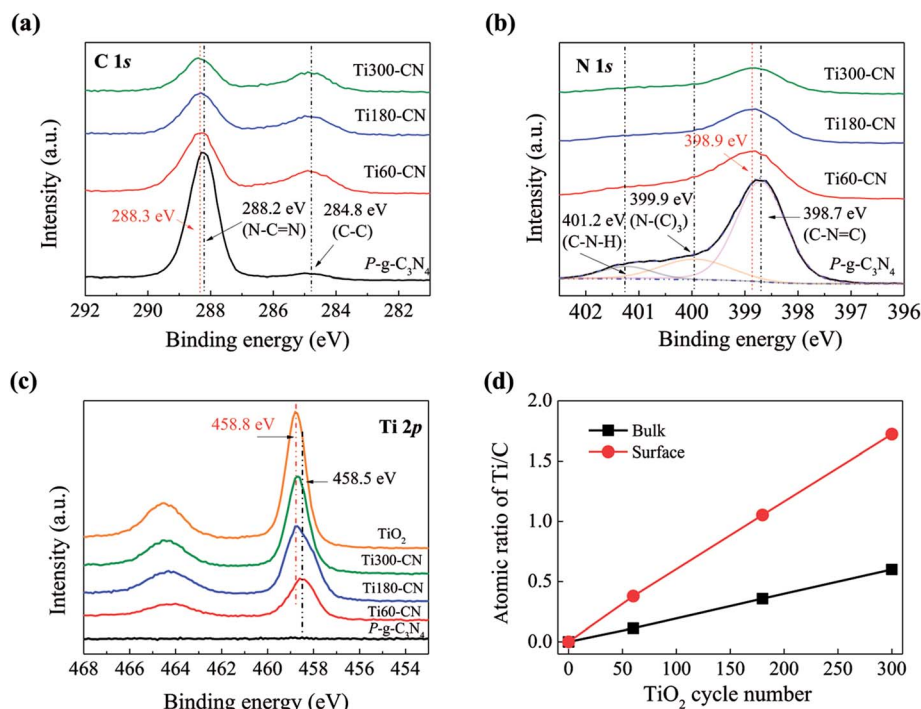 (a)
C 1s
Ti300-CN
Ti180-CN
Ti60-CN
288.3 eV
288.2 eV
(N-C=N)
284.8 eV
(C-C)
P-g-C₃N₄
Intensity (a.u.)
292 290 288 286 284 282
Binding energy (eV)
(b)
N 1s
Ti300-CN
Ti180-CN
398.9 eV
Ti60-CN
399.9 eV
(N-(C)₃
401.2 eV
(C-N-H)
398.7 eV
(C-N=C)
P-g-C₃N₄
Intensity (a.u.)
402 401 400 399 398 397 396
Binding energy (eV)
(c)
458.8 eV
Ti 2p
458.5 eV
TiO₂
Ti300-CN
Ti180-CN
Ti60-CN
P-g-C₃N₄
Intensity (a.u.)
468 466 464 462 460 458 456 454
Binding energy (eV)
(d)
2.0
1.5
1.0
0.5
0.0
Bulk
Surface
Atomic ratio of Ti/C
0 50 100 150 200 250 300
TiO₂ cycle number